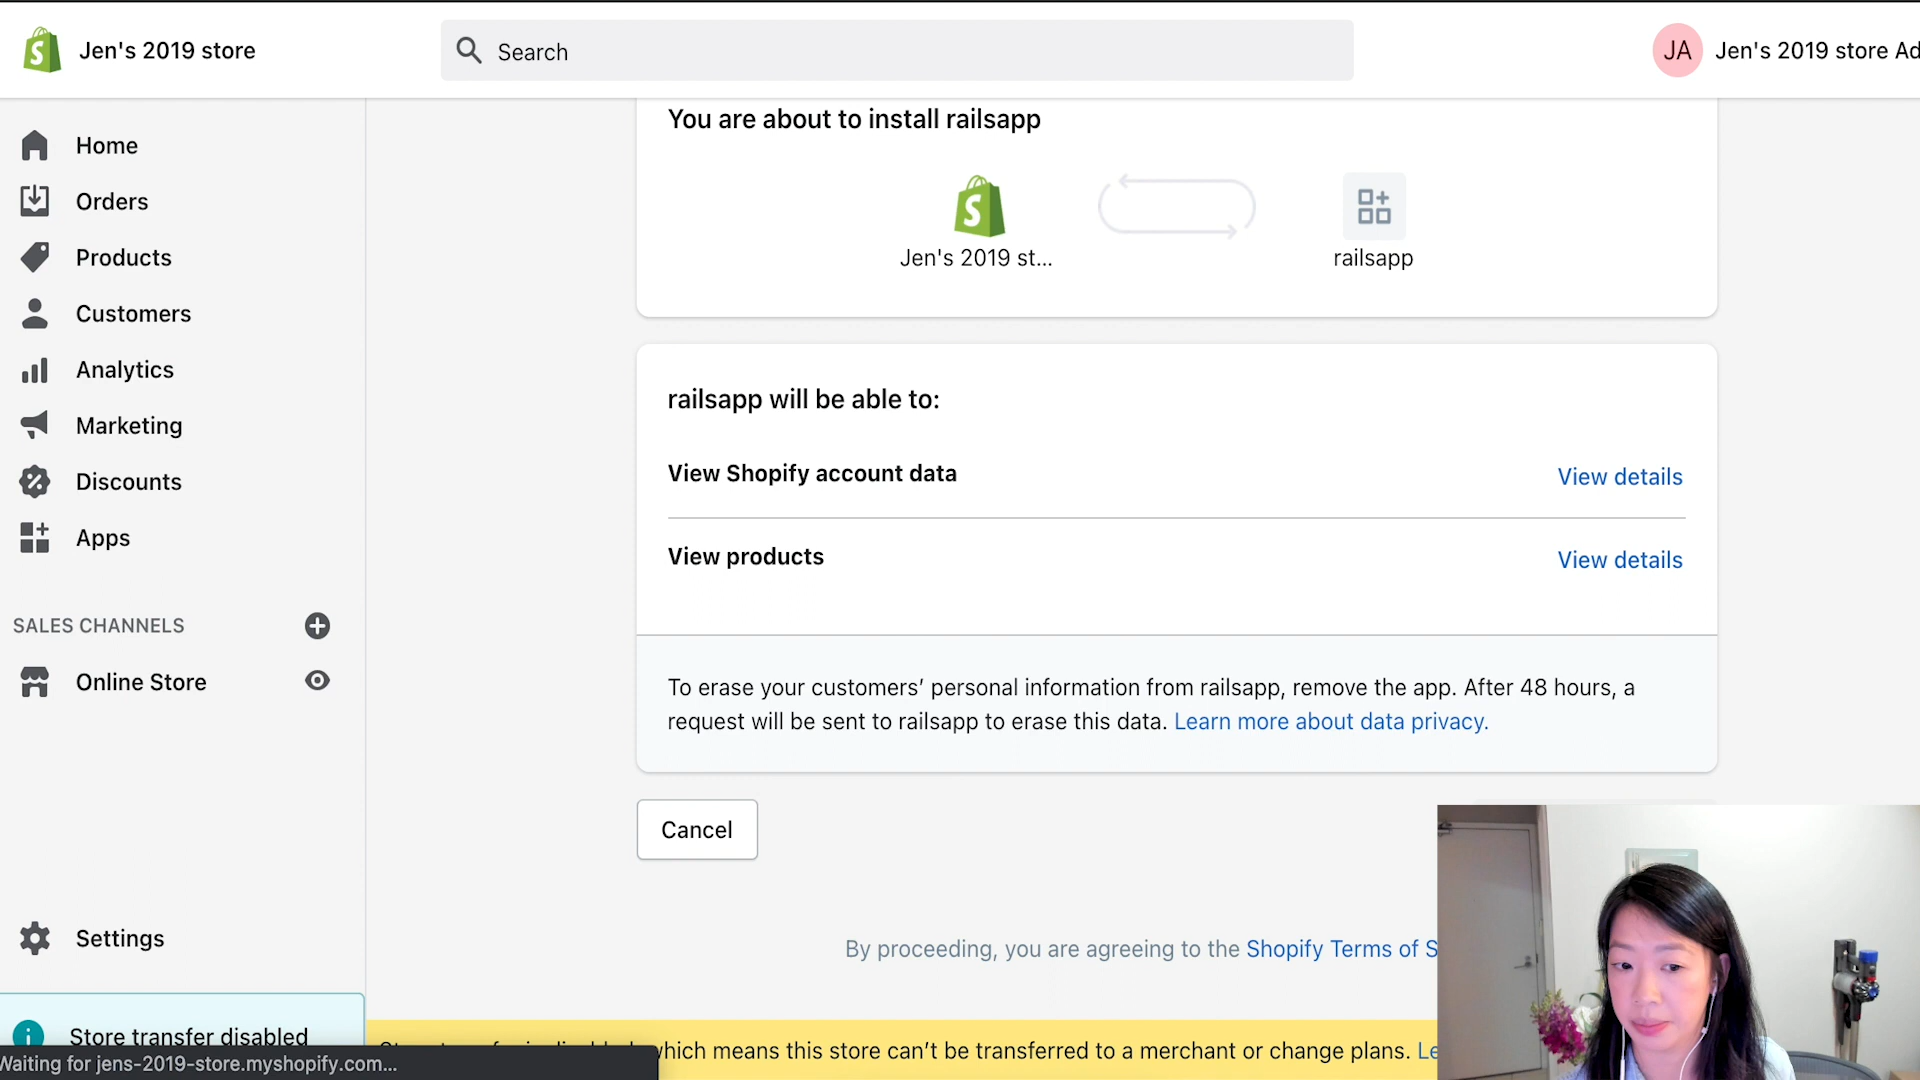 Jen's 2019 store
Search
JA
Jen's 2019 store Ad
Home
Orders
Products
Customers
Analytics
Marketing
Discounts
Apps
SALES CHANNELS
Online Store
Settings
Store transfer disabled
Waiting for jens-2019-store.myshopify.com...
You are about to install railsapp
Jen's 2019 st...
railsapp
railsapp will be able to:
View Shopify account data
View details
View products
View details
To erase your customers’ personal information from railsapp, remove the app. After 48 hours, a
request will be sent to railsapp to erase this data. Learn more about data privacy.
Cancel
By proceeding, you are agreeing to the Shopify Terms of S
which means this store can’t be transferred to a merchant or change plans. Le